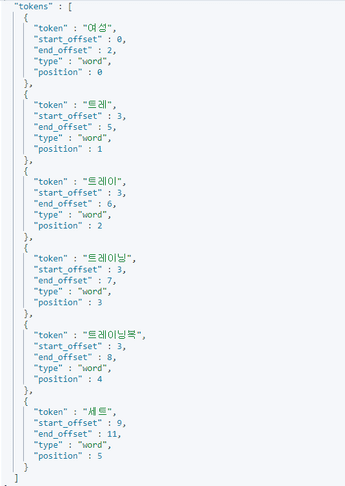 "tokens" : [
{
"token" : "여성",
"start_offset" : 0,
"end_offset" : 2,
"type" : "word",
"position" : 0
},
{
"token" : "트레",
"start_offset" : 3,
"end_offset" : 5,
"type" : "word",
"position" : 1
},
{
"token" : "트레이",
"start_offset" : 3,
"end_offset" : 6,
"type" : "word",
"position" : 2
},
{
"token" : "트레이닝",
"start_offset" : 3,
"end_offset" : 7,
"type" : "word",
"position" : 3
},
{
"token" : "트레이닝복",
"start_offset" : 3,
"end_offset" : 8,
"type" : "word",
"position" : 4
},
{
"token" : "세트",
"start_offset" : 9,
"end_offset" : 11,
"type" : "word",
"position" : 5
}
]